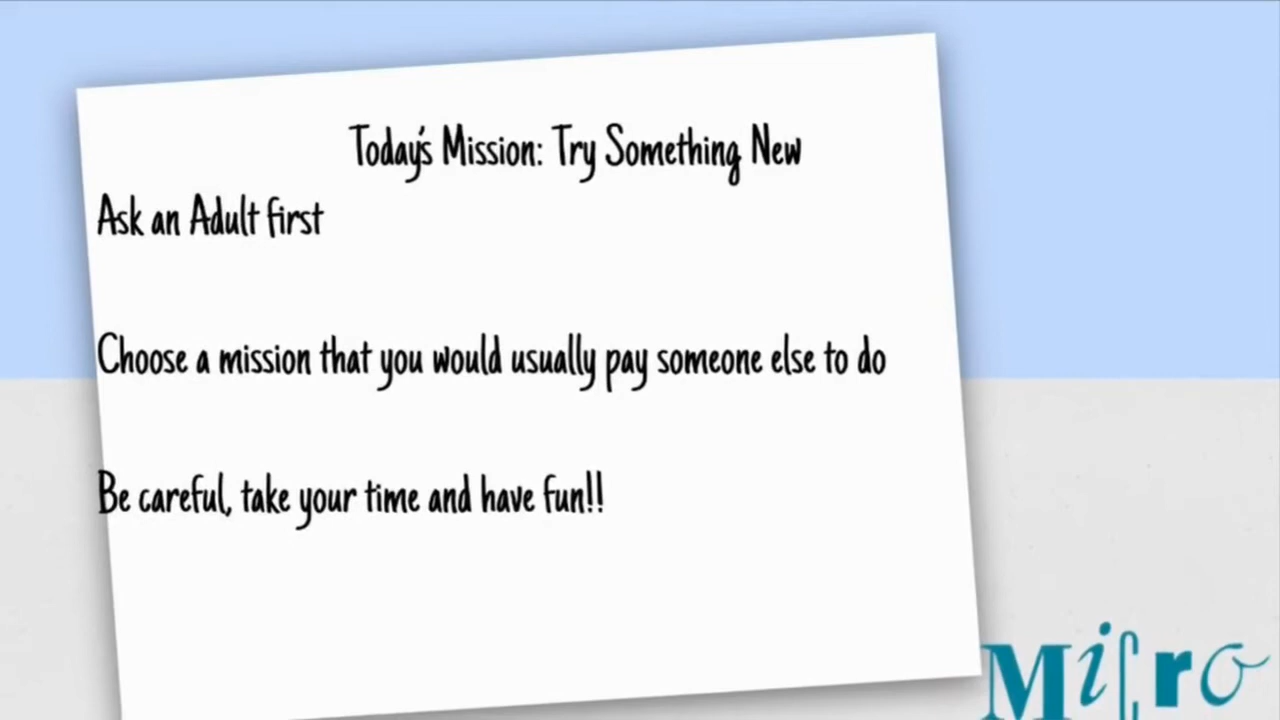 Today's Mission: Try Something New
Ask an Adult first
Choose a mission that you would usually pay someone else to do
Be careful, take your time and have fun!!
Micro